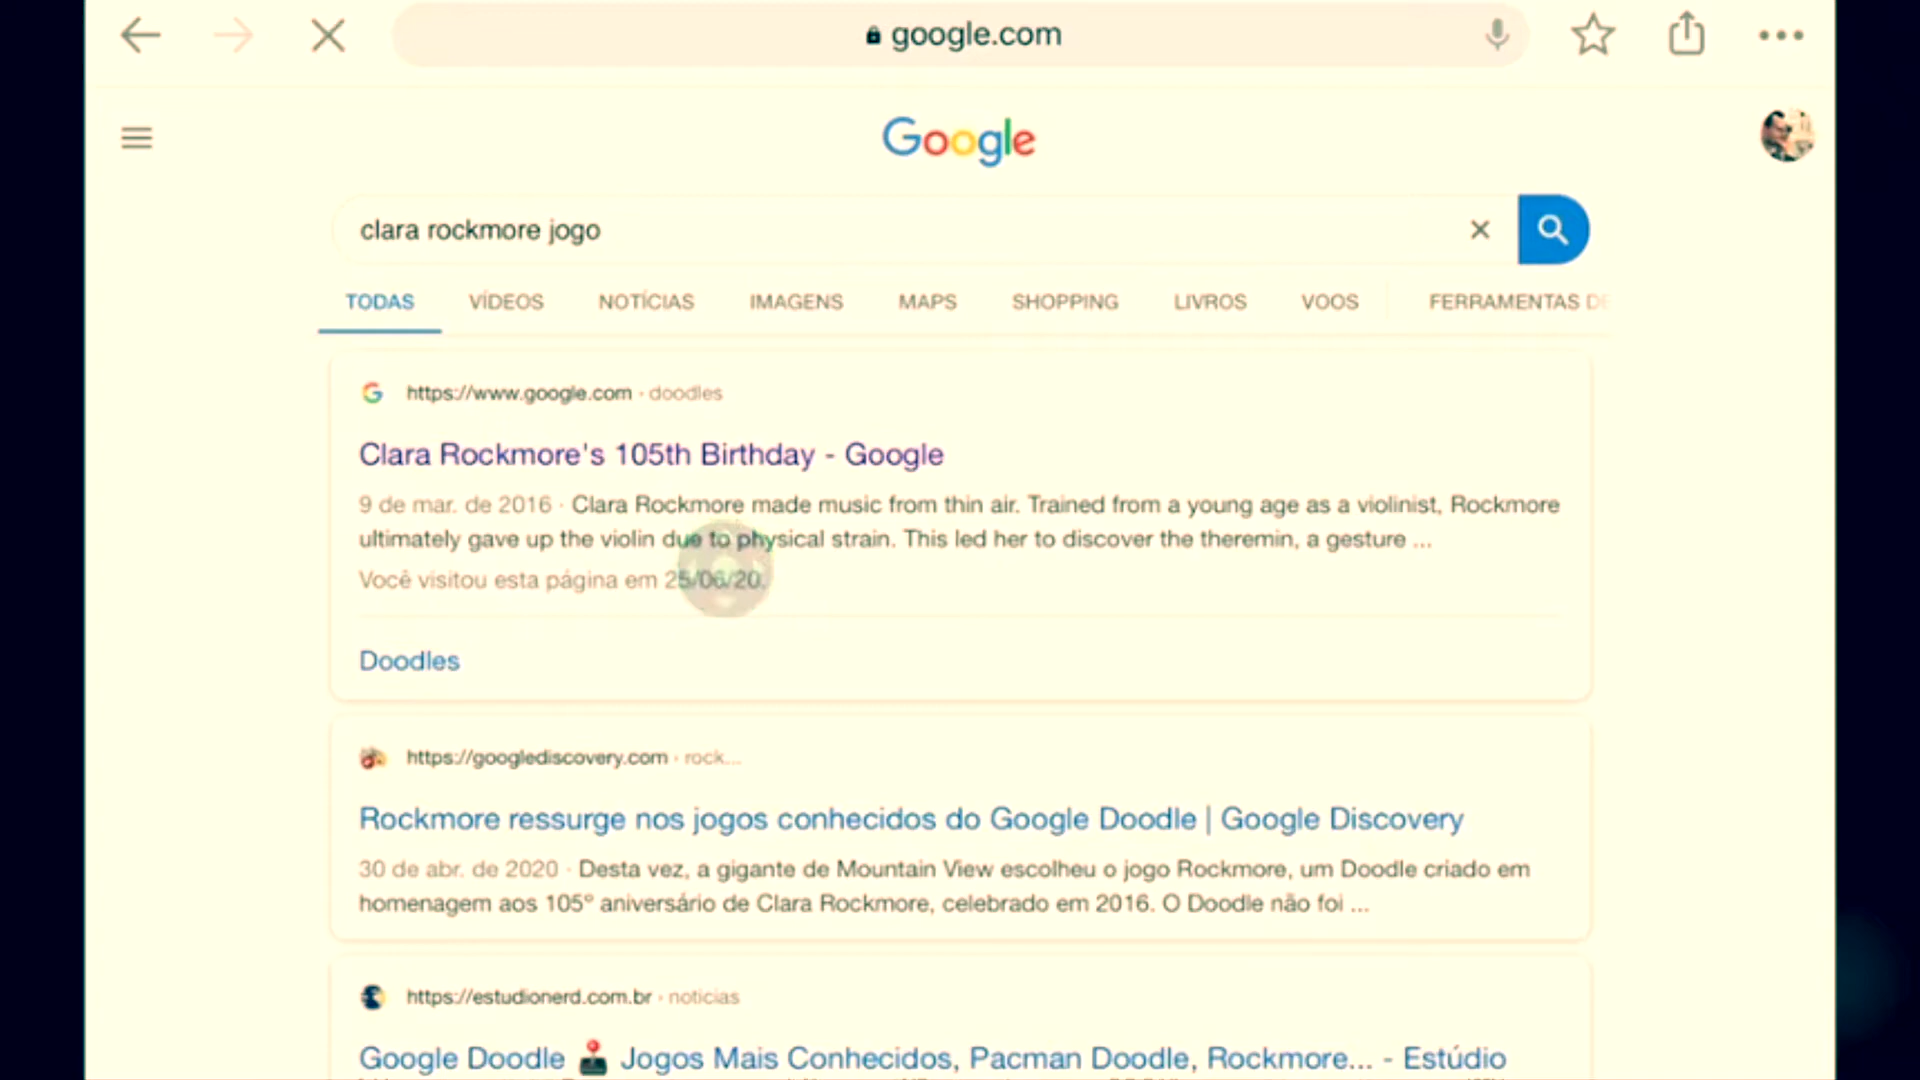 google.com
Google
clara rockmore jogo
TODAS VÍDEOS NOTÍCIAS IMAGENS MAPS SHOPPING LIVROS VOOS FERRAMENTAS DE
https://www.google.com · doodles
Clara Rockmore's 105th Birthday - Google
9 de mar. de 2016 · Clara Rockmore made music from thin air. Trained from a young age as a violinist, Rockmore
ultimately gave up the violin due to physical strain. This led her to discover the theremin, a gesture ...
Você visitou esta página em 25/06/20.
Doodles
https://googlediscovery.com · rock...
Rockmore ressurge nos jogos conhecidos do Google Doodle | Google Discovery
30 de abr. de 2020 · Desta vez, a gigante de Mountain View escolheu o jogo Rockmore, um Doodle criado em
homenagem aos 105º aniversário de Clara Rockmore, celebrado em 2016. O Doodle não foi ...
https://estudionerd.com.br · noticias
Google Doodle 🕹️ Jogos Mais Conhecidos, Pacman Doodle, Rockmore... - Estúdio